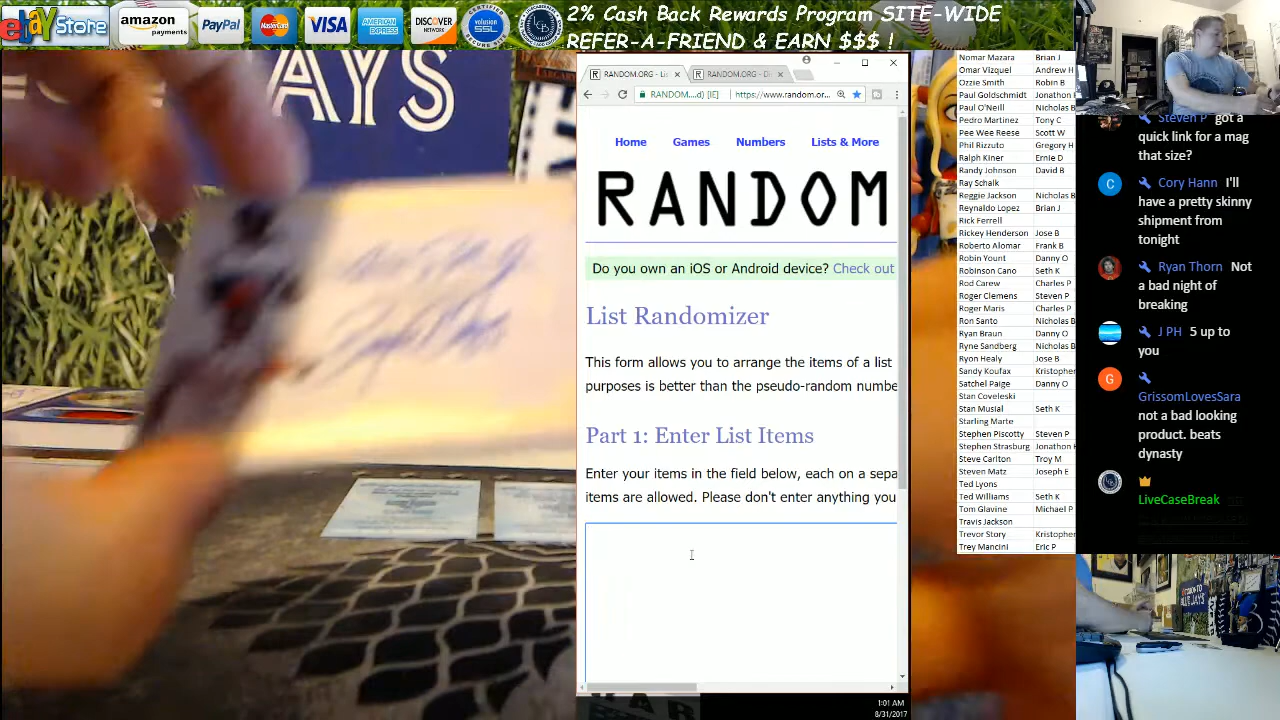 ebay Store
amazon payments
PayPal
MasterCard
VISA
AMERICAN EXPRESS
DISCOVER NETWORK
volusion SSL CERTIFIED SECURE
2% Cash Back Rewards Program SITE-WIDE
REFER-A-FRIEND & EARN $$$ !
AYS
RANDOM.ORG - Lis
RANDOM.ORG - Di
RANDOM....d) [IE]
https://www.random.or...
Home Games Numbers Lists & More
RANDOM
Do you own an iOS or Android device? Check out
List Randomizer
This form allows you to arrange the items of a list
purposes is better than the pseudo-random numbe
Part 1: Enter List Items
Enter your items in the field below, each on a sepa
items are allowed. Please don't enter anything you
1:01 AM
8/31/2017
Nomar Mazara Brian J
Omar Vizquel Andrew H
Ozzie Smith Robin B
Paul Goldschmidt Jonathon
Paul O'Neill Nicholas B
Pedro Martinez Tony C
Pee Wee Reese Scott W
Phil Rizzuto Gregory H
Ralph Kiner Ernie D
Randy Johnson David B
Ray Schalk
Reggie Jackson Nicholas B
Reynaldo Lopez Brian J
Rick Ferrell
Rickey Henderson Jose B
Roberto Alomar Frank B
Robin Yount Danny O
Robinson Cano Seth K
Rod Carew Charles P
Roger Clemens Steven P
Roger Maris Charles P
Ron Santo Nicholas B
Ryan Braun Danny O
Ryne Sandberg Nicholas B
Ryon Healy Jose B
Sandy Koufax Kristopher
Satchel Paige Danny O
Stan Coveleski
Stan Musial Seth K
Starling Marte
Stephen Piscotty Steven P
Stephen Strasburg Jonathon
Steve Carlton Troy M
Steven Matz Joseph E
Ted Lyons
Ted Williams Seth K
Tom Glavine Michael P
Travis Jackson
Trevor Story Kristopher
Trey Mancini Eric P
Steven P got a
quick link for a mag
that size?
Cory Hann I'll
have a pretty skinny
shipment from
tonight
Ryan Thorn Not
a bad night of
breaking
J PH 5 up to
you
GrissomLovesSara
not a bad looking
product. beats
dynasty
LiveCaseBreak